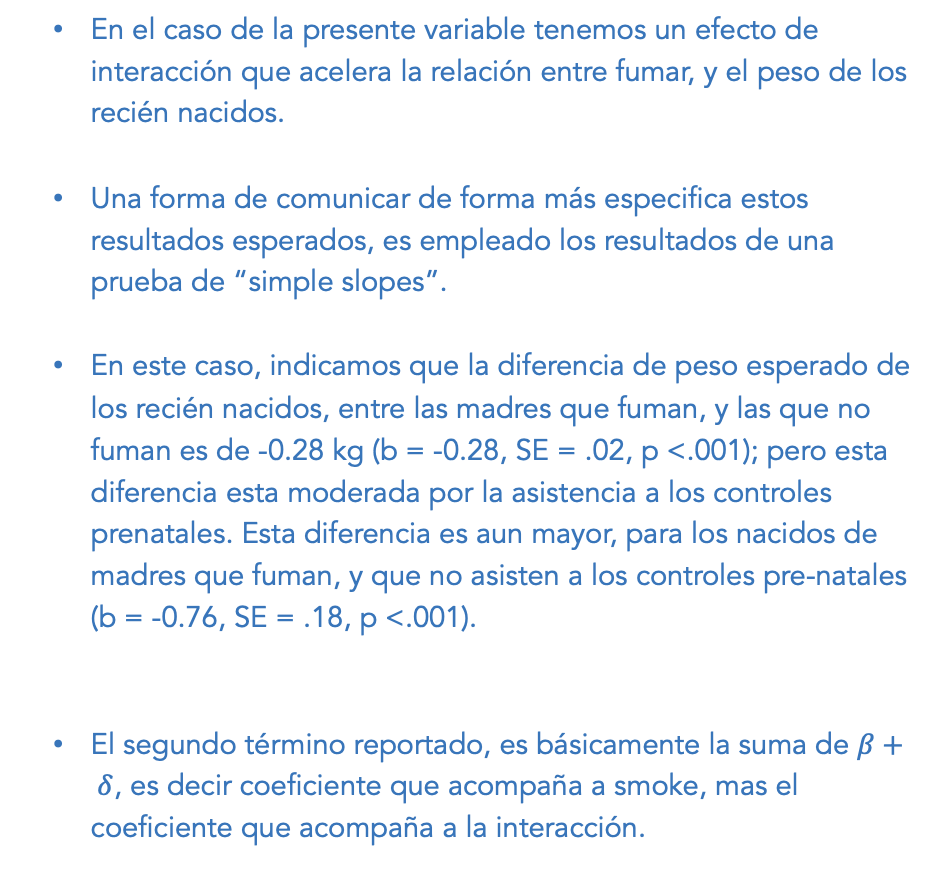 • En el caso de la presente variable tenemos un efecto de
interacción que acelera la relación entre fumar, y el peso de los
recién nacidos.
• Una forma de comunicar de forma más especifica estos
resultados esperados, es empleado los resultados de una
prueba de “simple slopes”.
• En este caso, indicamos que la diferencia de peso esperado de
los recién nacidos, entre las madres que fuman, y las que no
fuman es de -0.28 kg (b = -0.28, SE = .02, p <.001); pero esta
diferencia esta moderada por la asistencia a los controles
prenatales. Esta diferencia es aun mayor, para los nacidos de
madres que fuman, y que no asisten a los controles pre-natales
(b = -0.76, SE = .18, p <.001).
• El segundo término reportado, es básicamente la suma de 𝛽 +
𝛿, es decir coeficiente que acompaña a smoke, mas el
coeficiente que acompaña a la interacción.